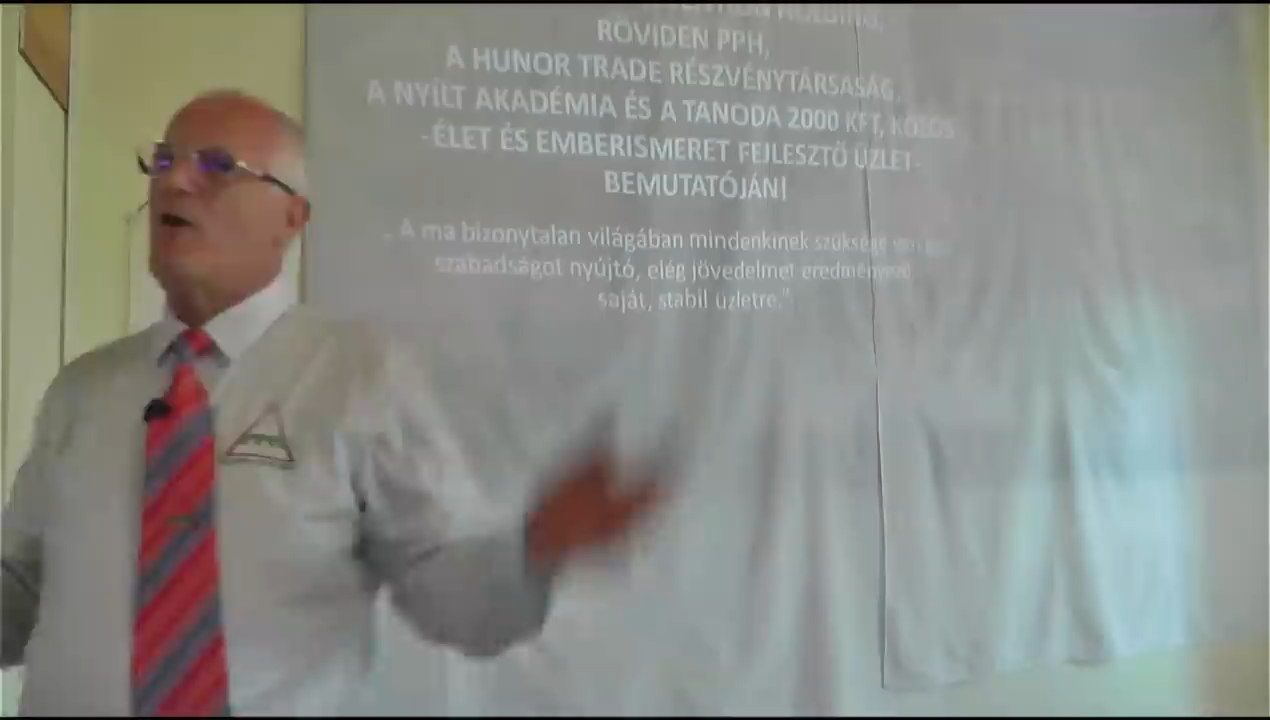 HOLDING,
RÖVIDEN PPH,
A HUNOR TRADE RÉSZVÉNYTÁRSASÁG,
A NYÍLT AKADÉMIA ÉS A TANODA 2000 KFT, KÖZÖS
-ÉLET ÉS EMBERISMERET FEJLESZTŐ ÜZLET-
BEMUTATÓJÁN
„ A ma bizonytalan világában mindenkinek szüksége
szabadságot nyújtó, elég jövedelmet eredményező
saját, stabil üzletre.”